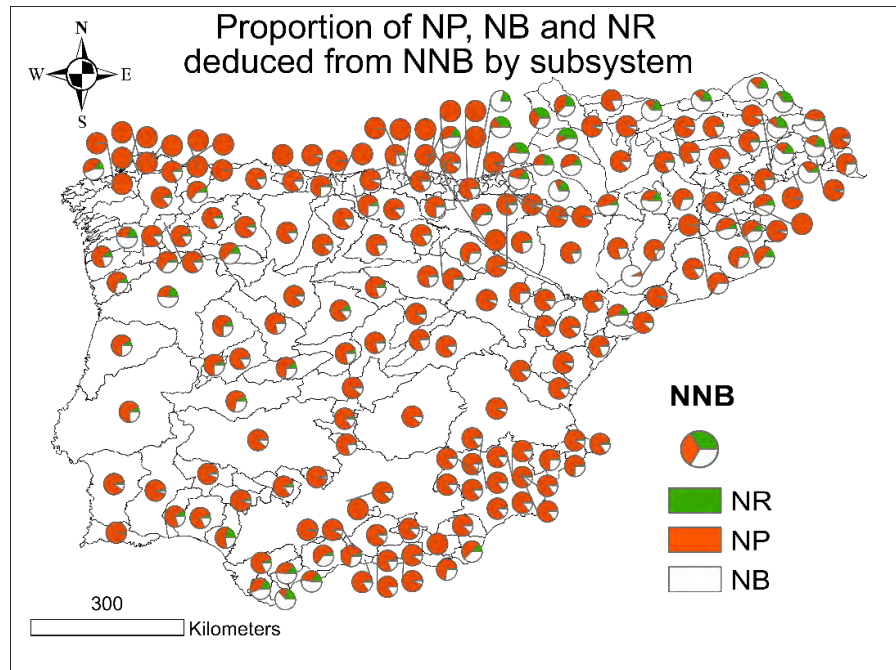 Proportion of NP, NB and NR
deduced from NNB by subsystem
N
W E
S
NNB
NR
NP
NB
300
Kilometers